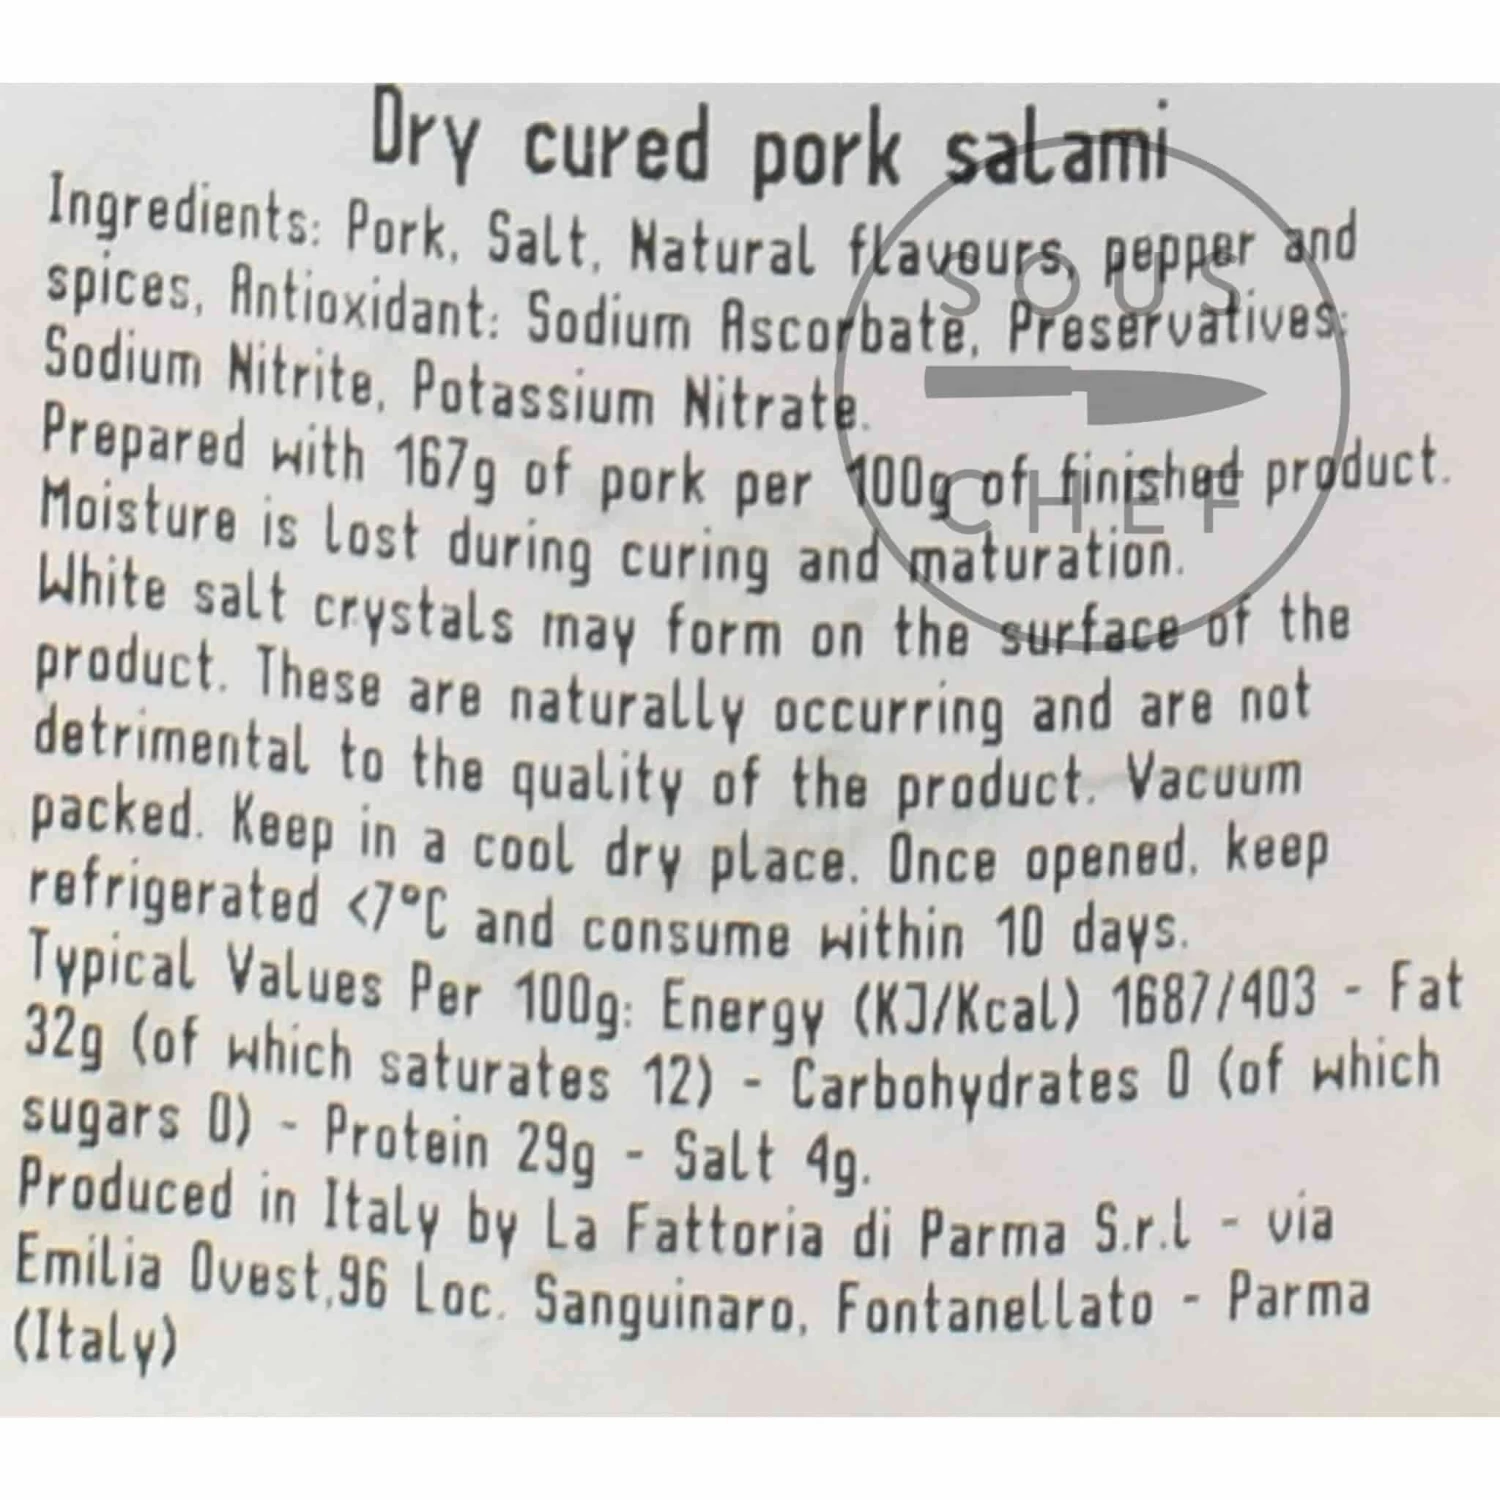 Dry cured pork salami
Ingredients: Pork, Salt, Natural flavours, pepper and
spices, Antioxidant: Sodium Ascorbate, Preservatives:
Sodium Nitrite, Potassium Nitrate.
Prepared with 167g of pork per 100g of finished product.
Moisture is lost during curing and maturation.
White salt crystals may form on the surface of the
product. These are naturally occurring and are not
detrimental to the quality of the product. Vacuum
packed. Keep in a cool dry place. Once opened, keep
refrigerated <7°C and consume within 10 days.
Typical Values Per 100g: Energy (KJ/Kcal) 1687/403 - Fat
32g (of which saturates 12) - Carbohydrates 0 (of which
sugars 0) - Protein 29g - Salt 4g.
Produced in Italy by La Fattoria di Parma S.r.l - via
Emilia Ovest,96 Loc. Sanguinaro, Fontanellato - Parma
(Italy)
SOUS
CHEF